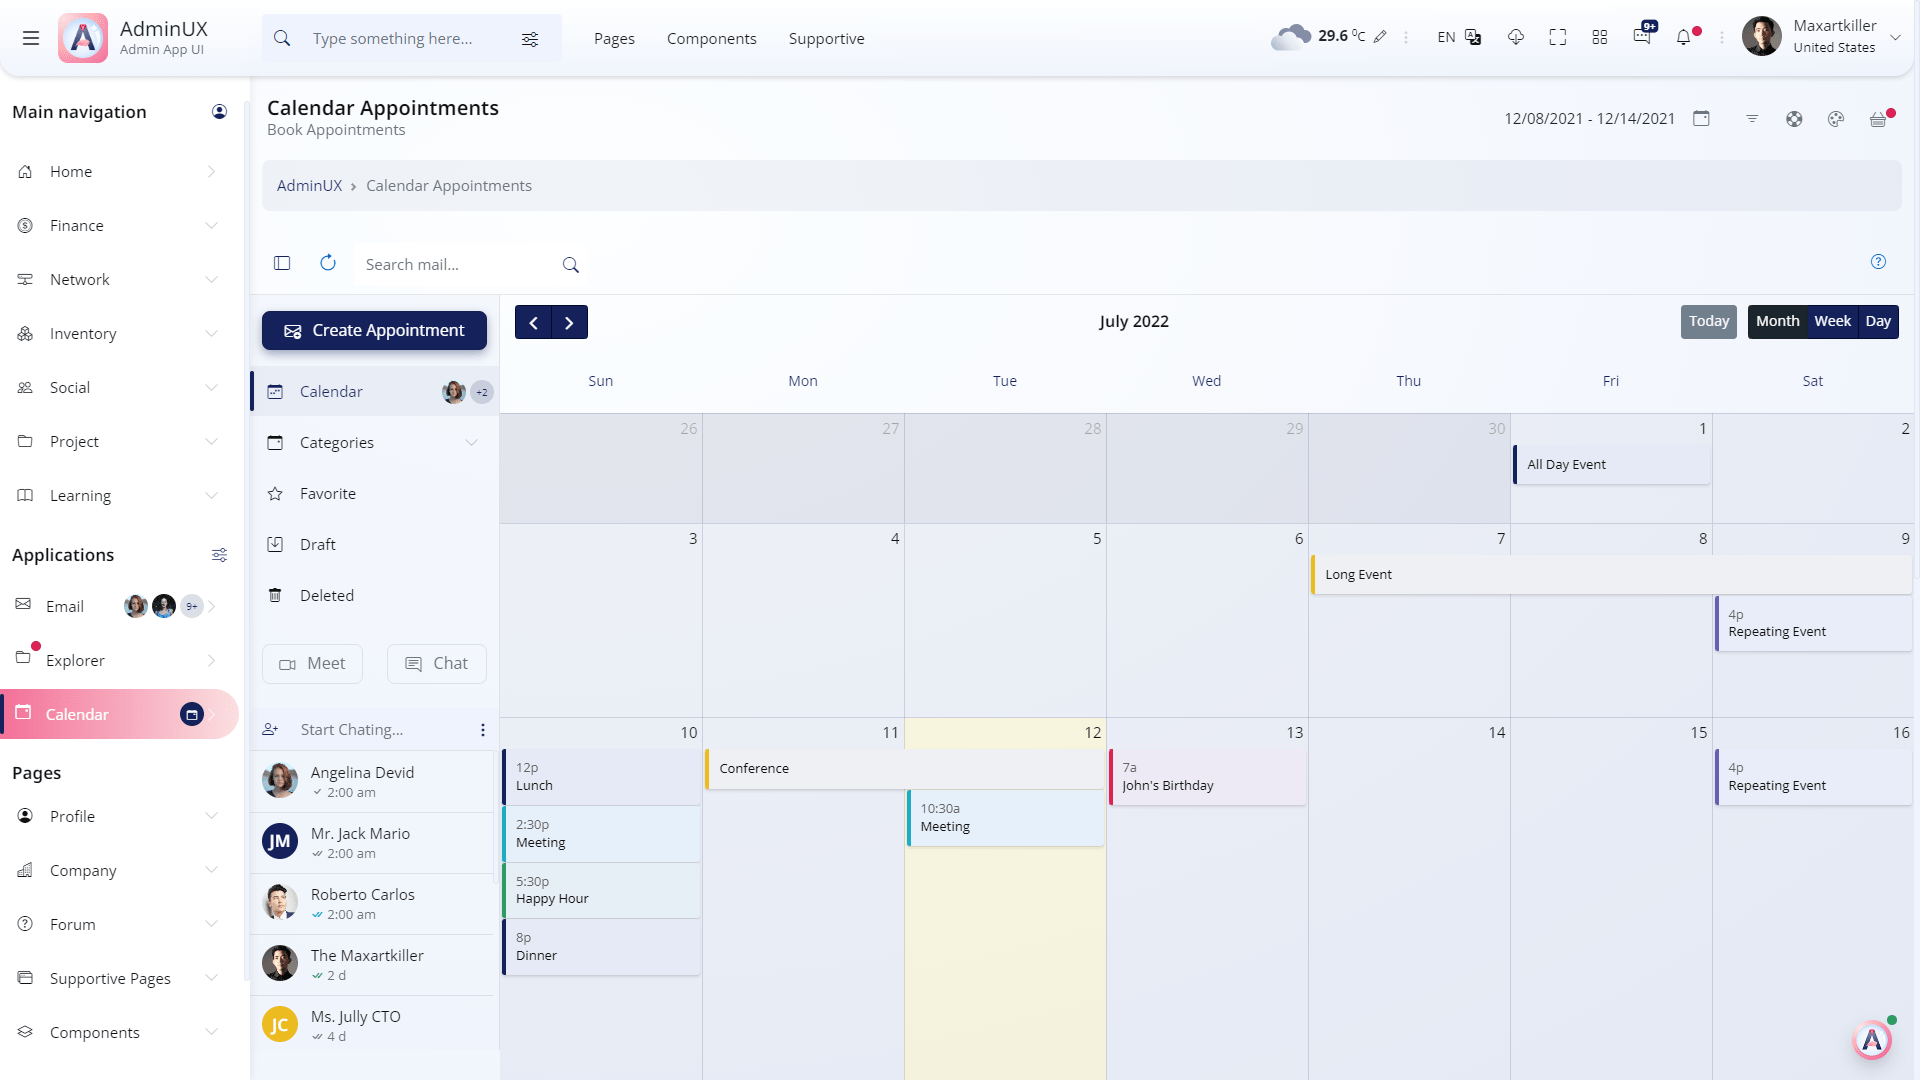 AdminUX
Admin App UI
Type something here...
Pages
Components
Supportive
29.6 °C
EN
9+
Maxartkiller
United States
Main navigation
Home
Finance
Network
Inventory
Social
Project
Learning
Applications
Email
9+
Explorer
Calendar
Pages
Profile
Company
Forum
Supportive Pages
Components
Calendar Appointments
Book Appointments
12/08/2021 - 12/14/2021
AdminUX
Calendar Appointments
Search mail...
Create Appointment
Calendar
+2
Categories
Favorite
Draft
Deleted
Meet
Chat
Start Chating...
Angelina Devid
2:00 am
JM
Mr. Jack Mario
2:00 am
Roberto Carlos
2:00 am
The Maxartkiller
2 d
JC
Ms. Jully CTO
4 d
July 2022
Today
Month
Week
Day
Sun Mon Tue Wed Thu Fri Sat
26 27 28 29 30 1 2
All Day Event
3 4 5 6 7 8 9
Long Event
4p
Repeating Event
10 11 12 13 14 15 16
12p
Lunch
2:30p
Meeting
5:30p
Happy Hour
8p
Dinner
Conference
10:30a
Meeting
7a
John's Birthday
4p
Repeating Event